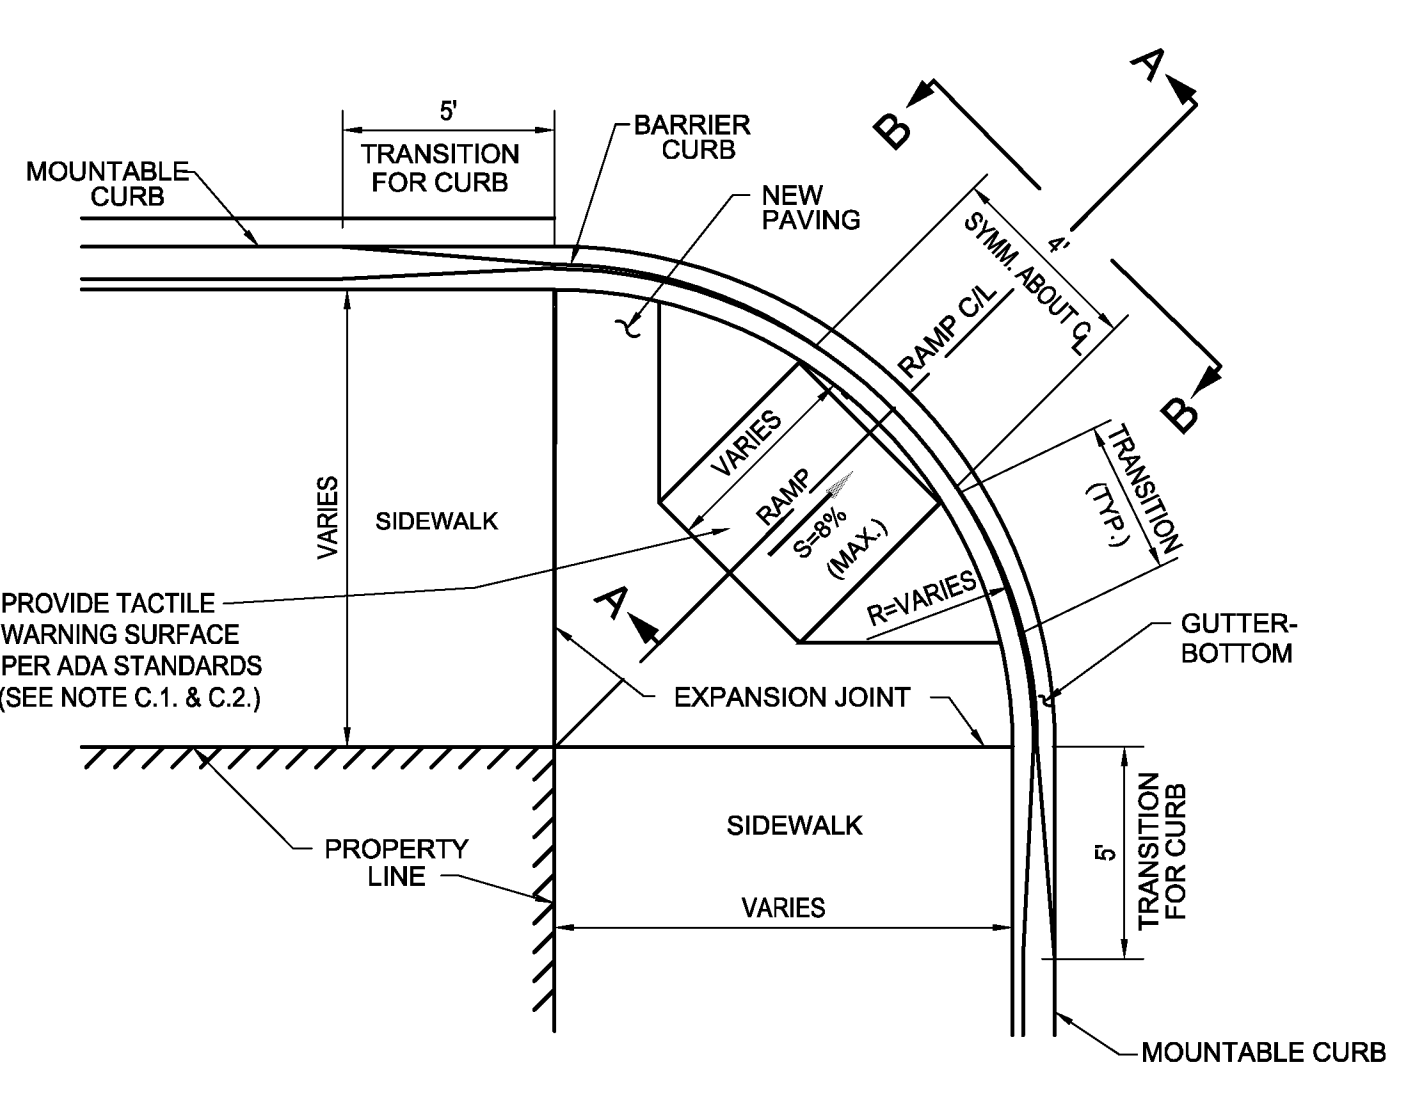 A
B
5'
TRANSITION
FOR CURB
BARRIER
CURB
MOUNTABLE
CURB
NEW
PAVING
4'
SYMM. ABOUT ℄
RAMP C/L
B
VARIES
RAMP
S=8%
(MAX.)
TRANSITION
(TYP.)
VARIES
SIDEWALK
R=VARIES
A
PROVIDE TACTILE
WARNING SURFACE
PER ADA STANDARDS
(SEE NOTE C.1. & C.2.)
GUTTER-
BOTTOM
EXPANSION JOINT
SIDEWALK
5'
TRANSITION
FOR CURB
PROPERTY
LINE
VARIES
MOUNTABLE CURB